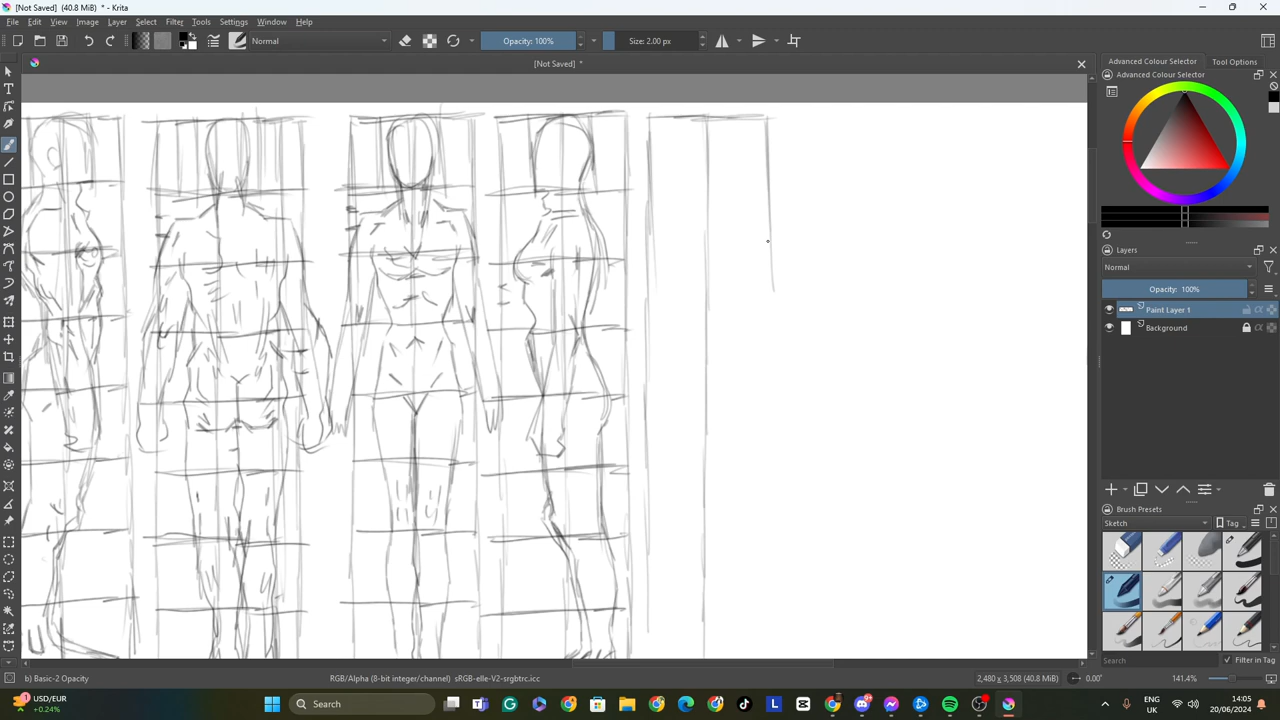 [Not Saved] (40.8 MiB) * - Krita
File Edit View Image Layer Select Filter Tools Settings Window Help
Normal Opacity: 100% Size: 2.00 px
[Not Saved] *
Advanced Colour Selector Tool Options
Advanced Colour Selector
Layers
Normal
Opacity: 100%
Paint Layer 1
Background
Brush Presets
Sketch Tag
Search Filter in Tag
b) Basic-2 Opacity RGB/Alpha (8-bit integer/channel) sRGB-elle-V2-srgbtrc.icc 2,480 x 3,508 (40.8 MiB) 0.00° 141.4%
USD/EUR
+0.24%
Search
ENG
UK
14:05
20/06/2024